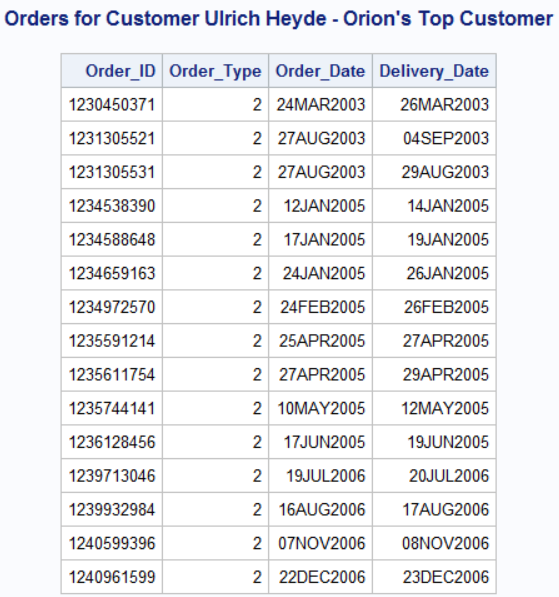 Orders for Customer Ulrich Heyde - Orion's Top Customer
Order_ID Order_Type Order_Date Delivery_Date
1230450371 2 24MAR2003 26MAR2003
1231305521 2 27AUG2003 04SEP2003
1231305531 2 27AUG2003 29AUG2003
1234538390 2 12JAN2005 14JAN2005
1234588648 2 17JAN2005 19JAN2005
1234659163 2 24JAN2005 26JAN2005
1234972570 2 24FEB2005 26FEB2005
1235591214 2 25APR2005 27APR2005
1235611754 2 27APR2005 29APR2005
1235744141 2 10MAY2005 12MAY2005
1236128456 2 17JUN2005 19JUN2005
1239713046 2 19JUL2006 20JUL2006
1239932984 2 16AUG2006 17AUG2006
1240599396 2 07NOV2006 08NOV2006
1240961599 2 22DEC2006 23DEC2006